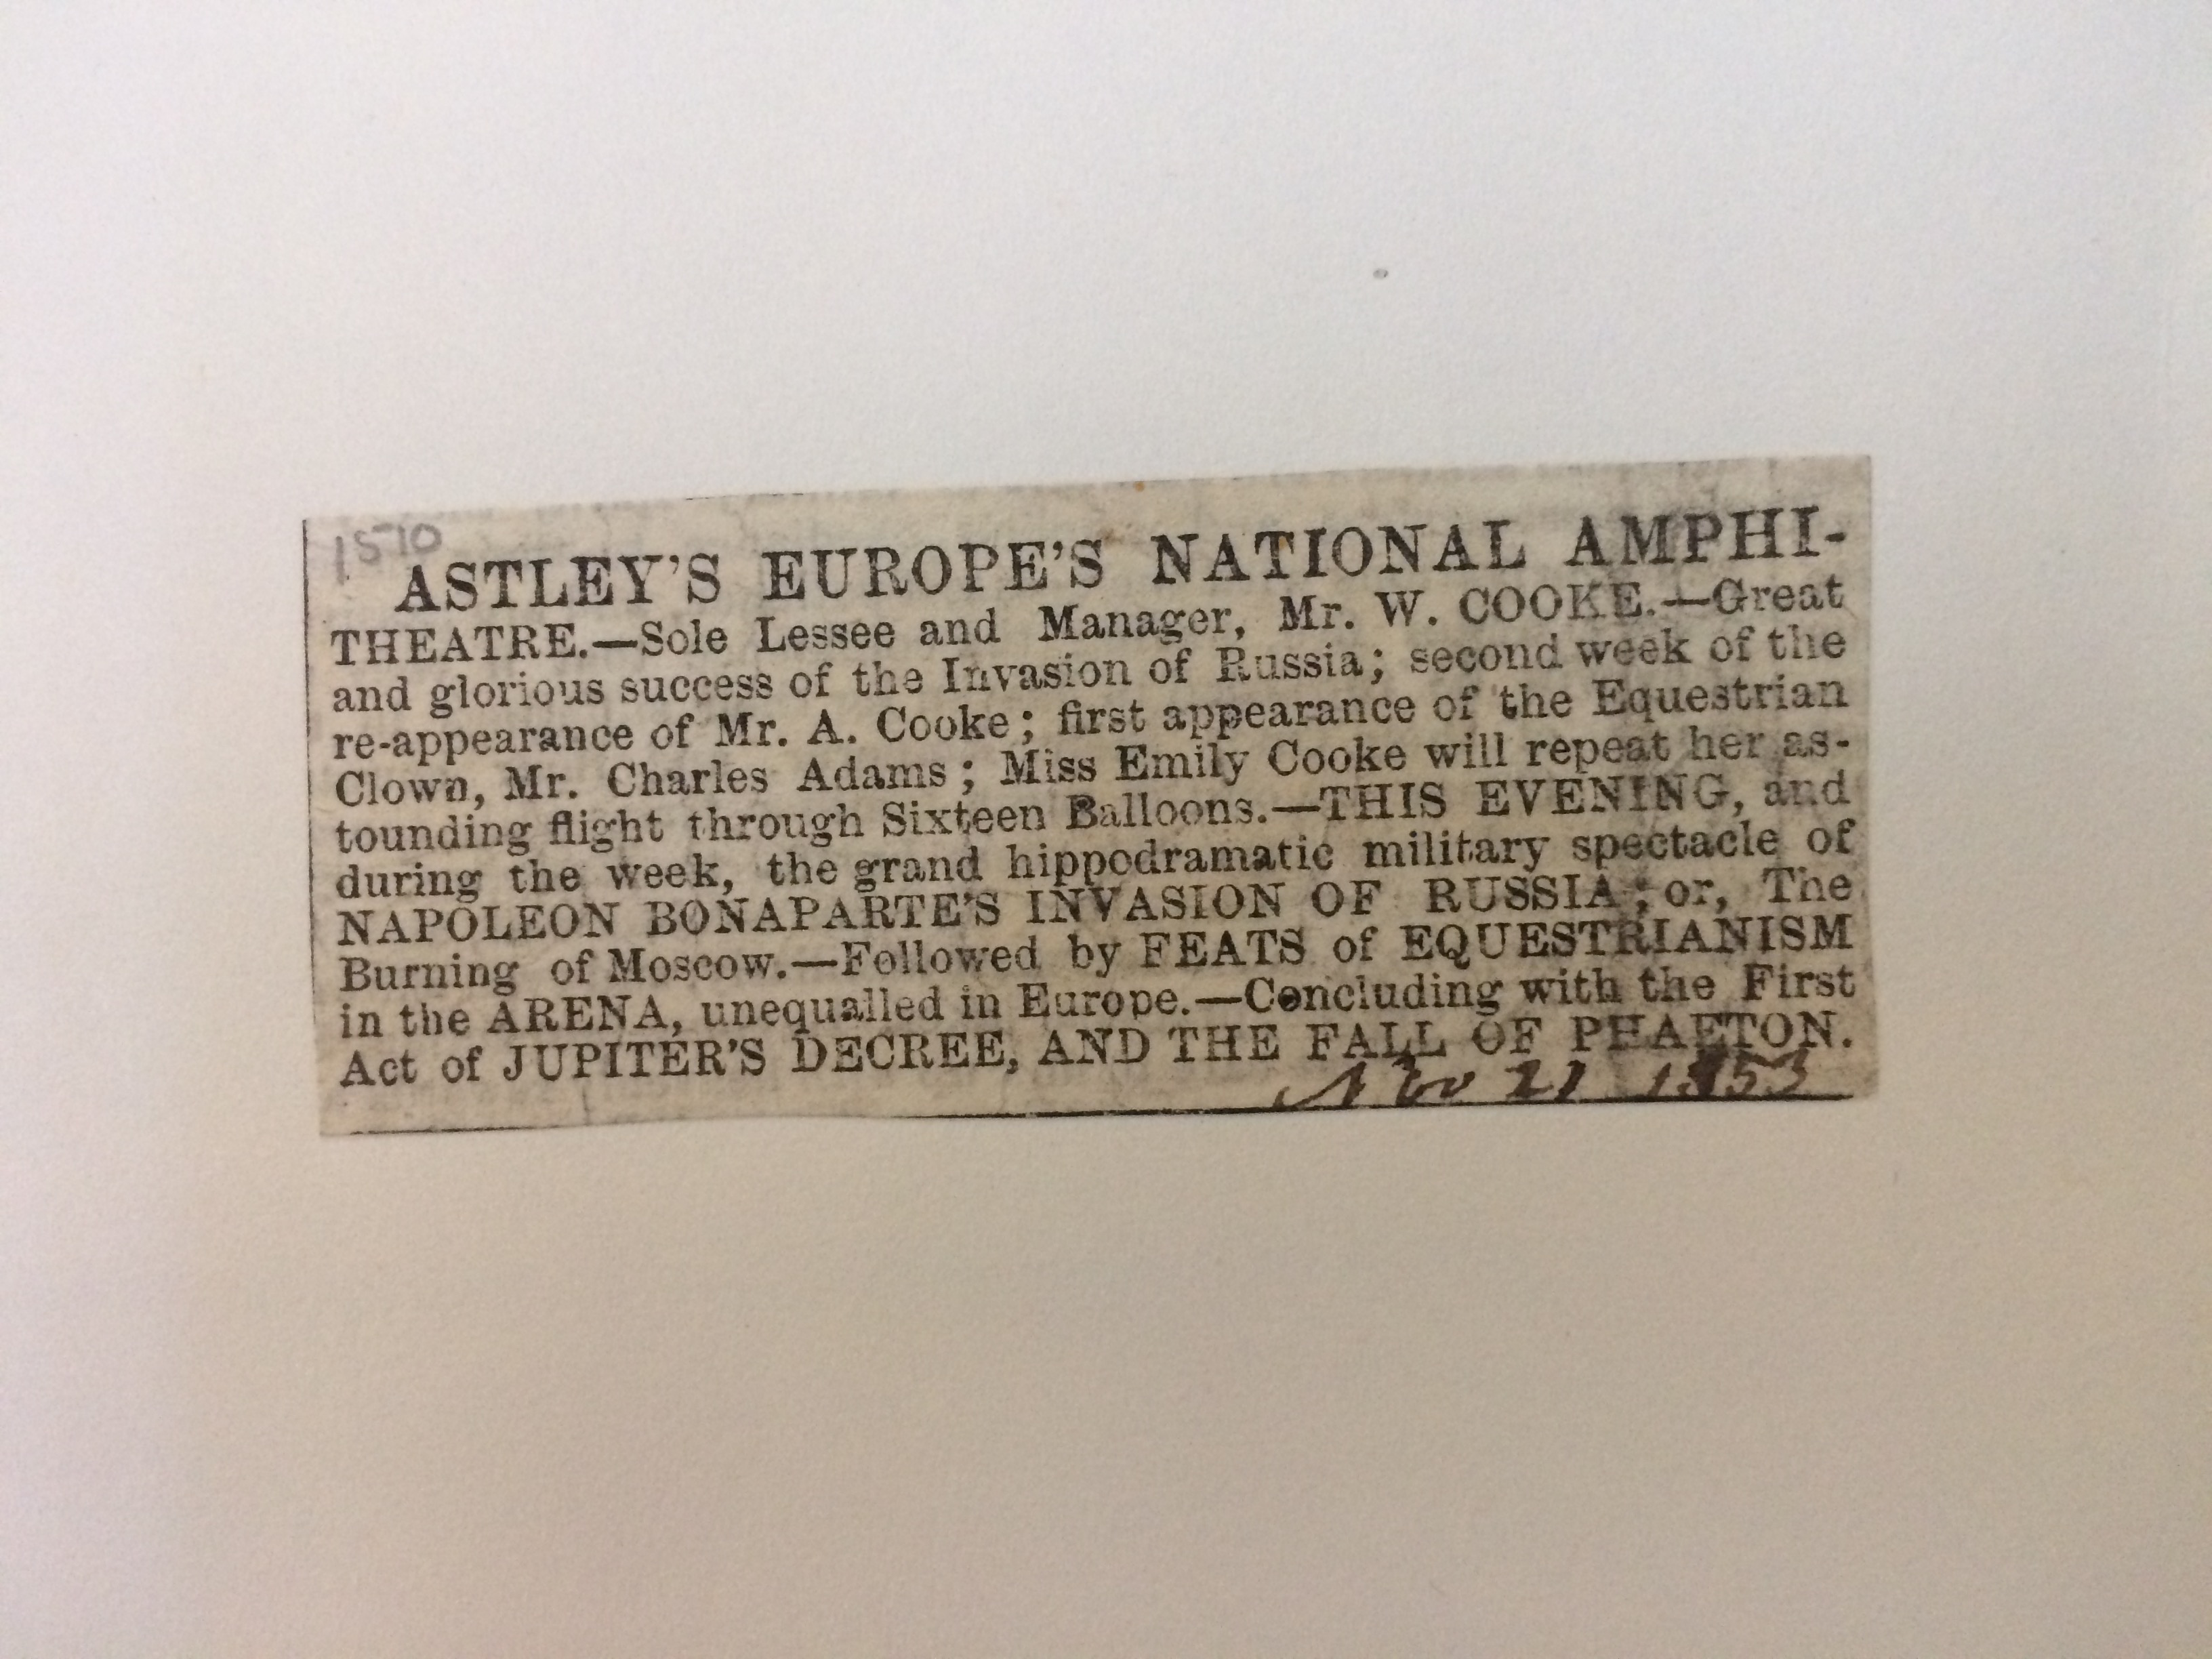 1510
ASTLEY'S EUROPE'S NATIONAL AMPHI-
THEATRE.—Sole Lessee and Manager, Mr. W. COOKE.—Great
and glorious success of the Invasion of Russia; second week of the
re-appearance of Mr. A. Cooke; first appearance of the Equestrian
Clown, Mr. Charles Adams; Miss Emily Cooke will repeat her as-
tounding flight through Sixteen Balloons.—THIS EVENING, and
during the week, the grand hippodramatic military spectacle of
NAPOLEON BONAPARTE'S INVASION OF RUSSIA; or, The
Burning of Moscow.—Followed by FEATS of EQUESTRIANISM
in the ARENA, unequalled in Europe.—Concluding with the First
Act of JUPITER'S DECREE, AND THE FALL OF PHAETON.
Nov 21 1853